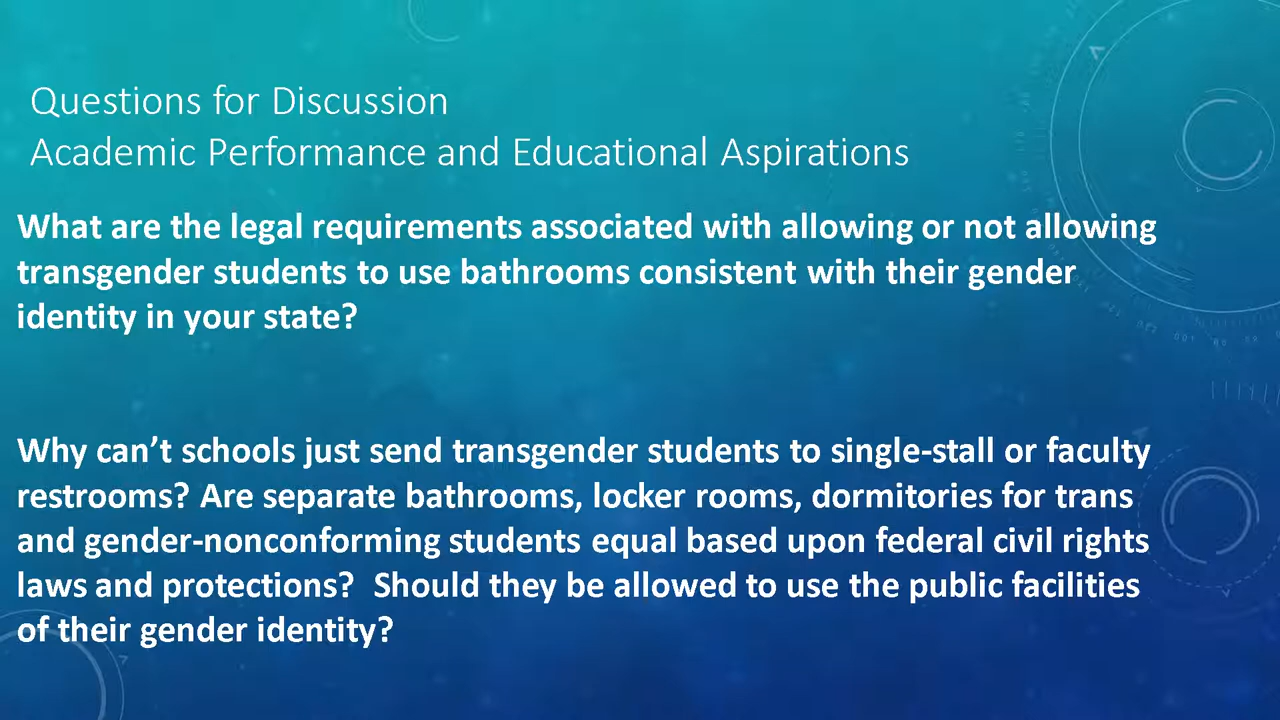 Questions for Discussion
Academic Performance and Educational Aspirations
What are the legal requirements associated with allowing or not allowing
transgender students to use bathrooms consistent with their gender
identity in your state?
Why can’t schools just send transgender students to single-stall or faculty
restrooms? Are separate bathrooms, locker rooms, dormitories for trans
and gender-nonconforming students equal based upon federal civil rights
laws and protections?  Should they be allowed to use the public facilities
of their gender identity?